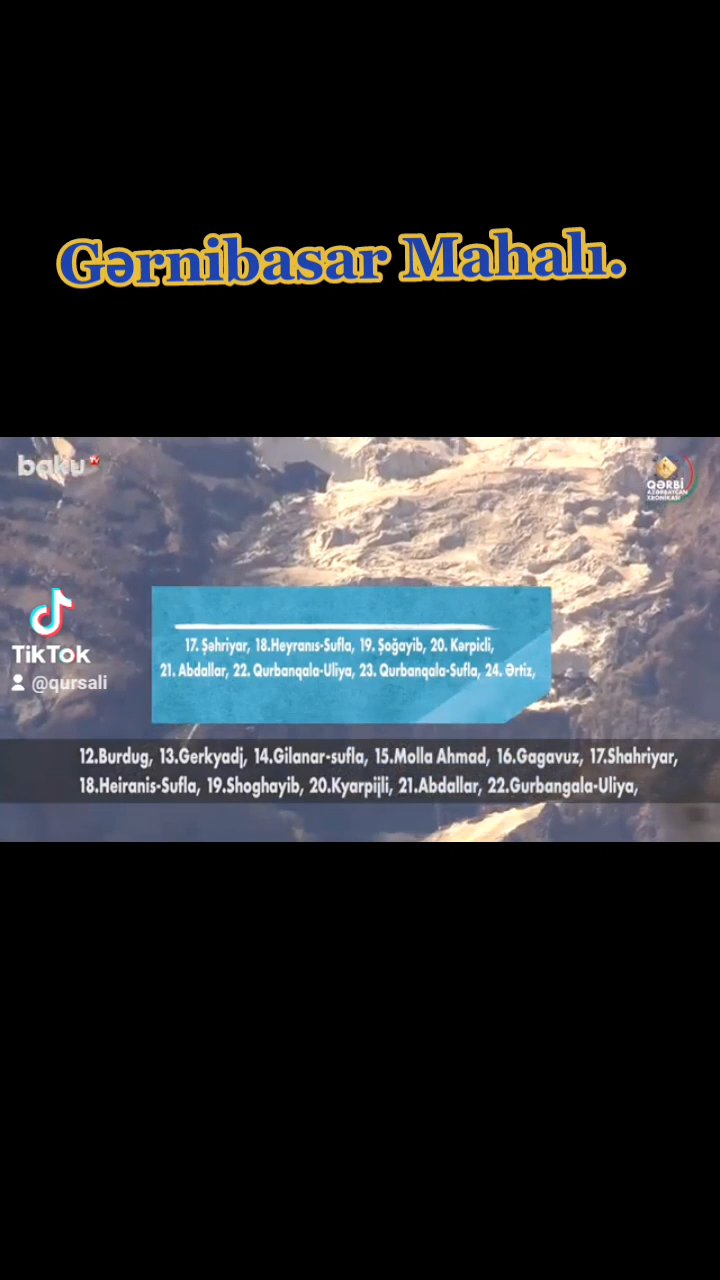 Gərnibasar Mahalı.
baku tv
QƏRBİ
AZƏRBAYCAN
XRONİKASI
17. Şəhriyar, 18.Heyranıs-Sufla, 19. Şoğayib, 20. Kərpicli,
21. Abdallar, 22. Qurbanqala-Uliya, 23. Qurbanqala-Sufla, 24. Ərtiz,
TikTok
@qursali
12.Burdug, 13.Gerkyadj, 14.Gilanar-sufla, 15.Molla Ahmad, 16.Gagavuz, 17.Shahriyar,
18.Heiranis-Sufla, 19.Shoghayib, 20.Kyarpijli, 21.Abdallar, 22.Gurbangala-Uliya,